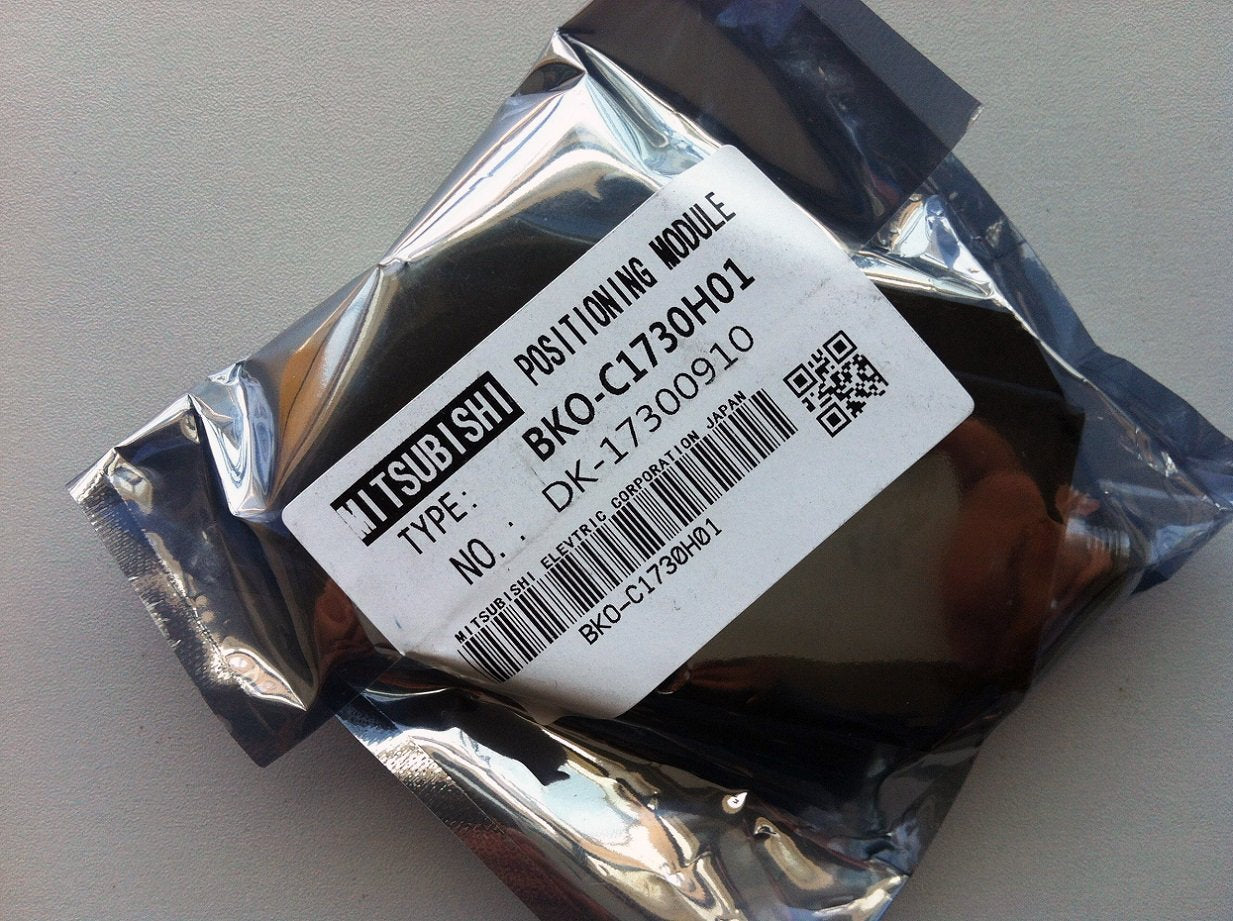 MITSUBISHI POSITIONING MODULE
TYPE: BKO-C1730H01
NO. : DK-17300910
MITSUBISHI ELEVTRIC CORPORATION JAPAN
BKO-C1730H01